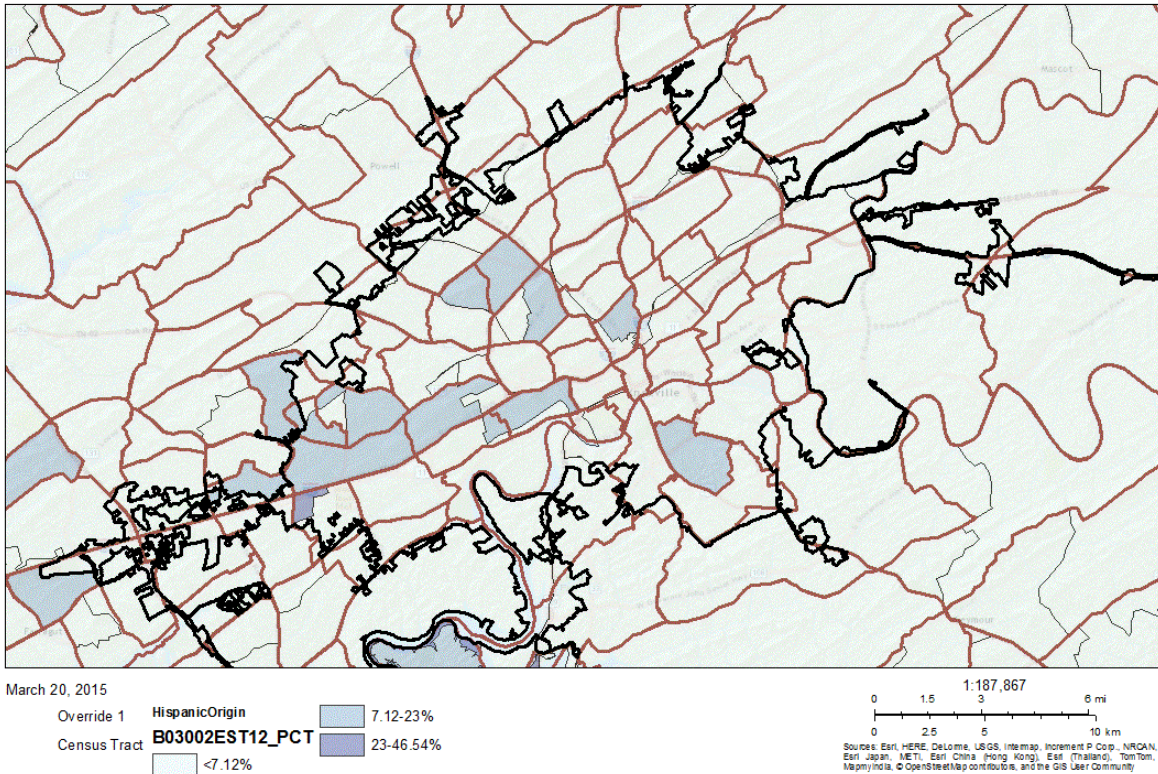 Mascot
Powell
ville
March 20, 2015
Override 1 HispanicOrigin 7.12-23%
Census Tract B03002EST12_PCT 23-46.54%
<7.12%
1:187,867
0 1.5 3 6 mi
0 2.5 5 10 km
Sources: Esri, HERE, DeLorme, USGS, Intermap, Increment P Corp., NRCAN,
Esri Japan, METI, Esri China (Hong Kong), Esri (Thailand), TomTom,
MapmyIndia, © OpenStreetMap contributors, and the GIS User Community